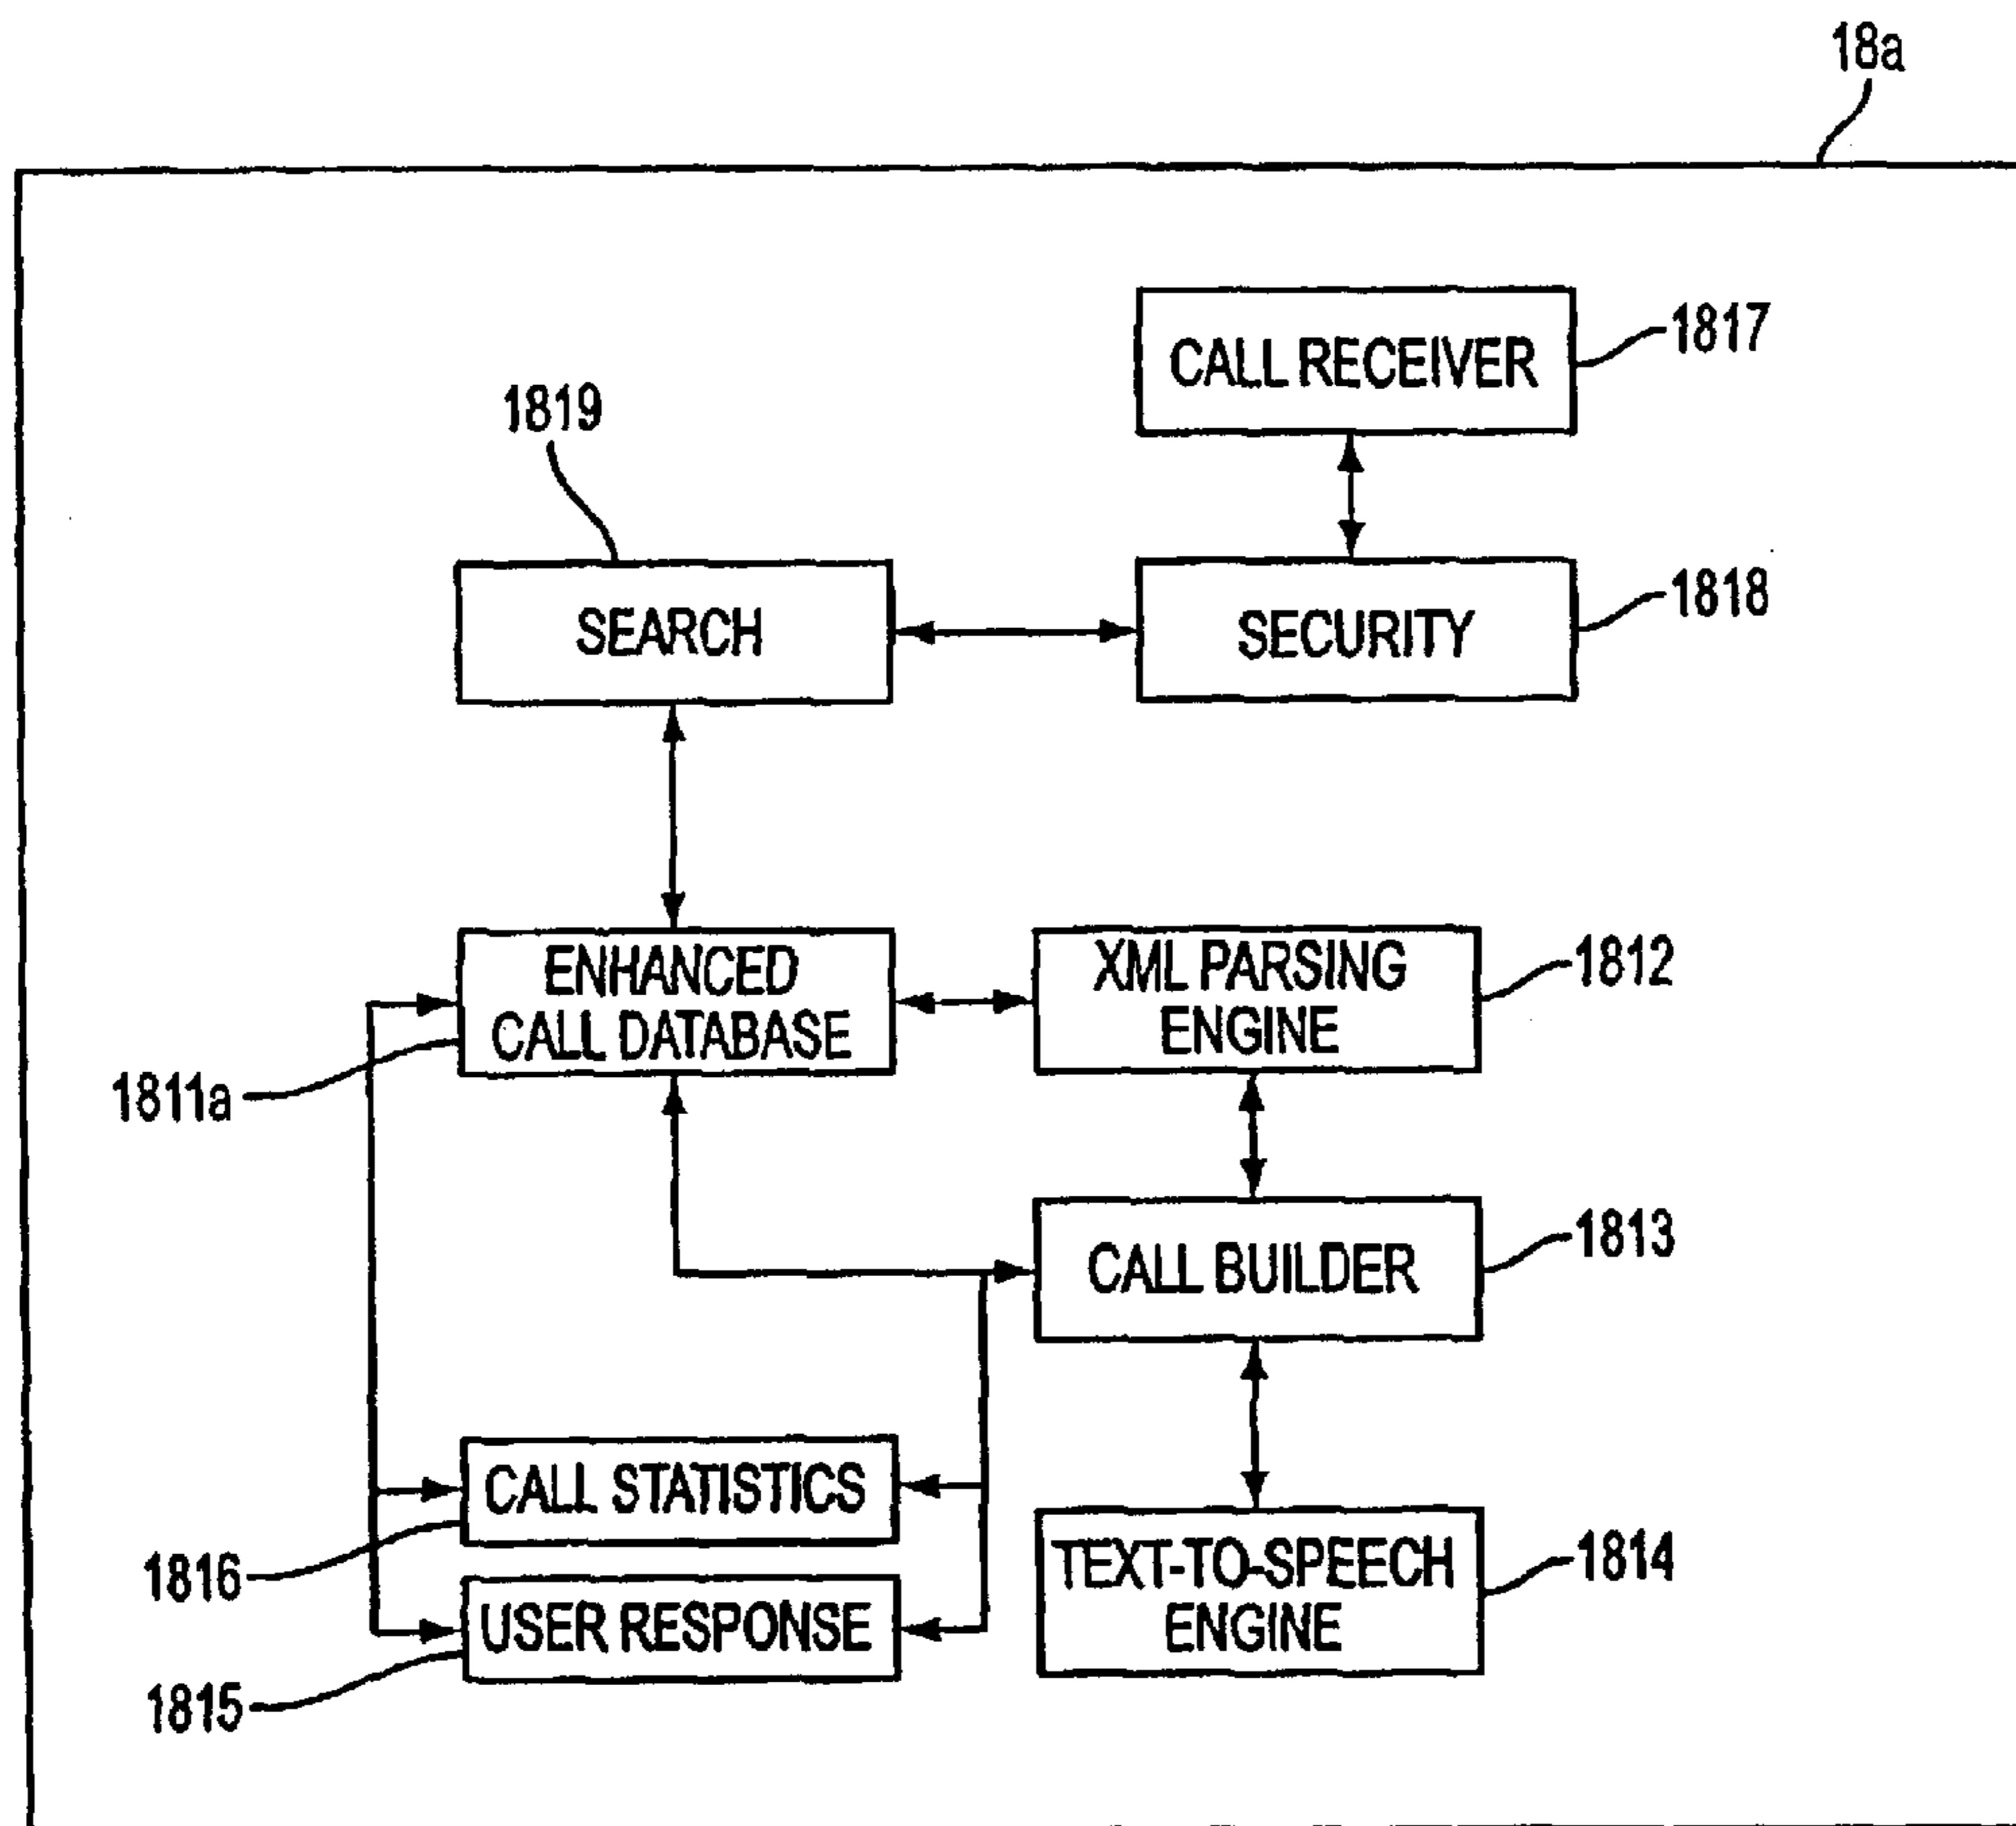 18a
CALL RECEIVER
1817
1819
SEARCH
SECURITY
1818
ENHANCED
CALL DATABASE
XML PARSING
ENGINE
1812
1811a
CALL BUILDER
1813
CALL STATISTICS
1816
TEXT-TO-SPEECH
ENGINE
1814
USER RESPONSE
1815